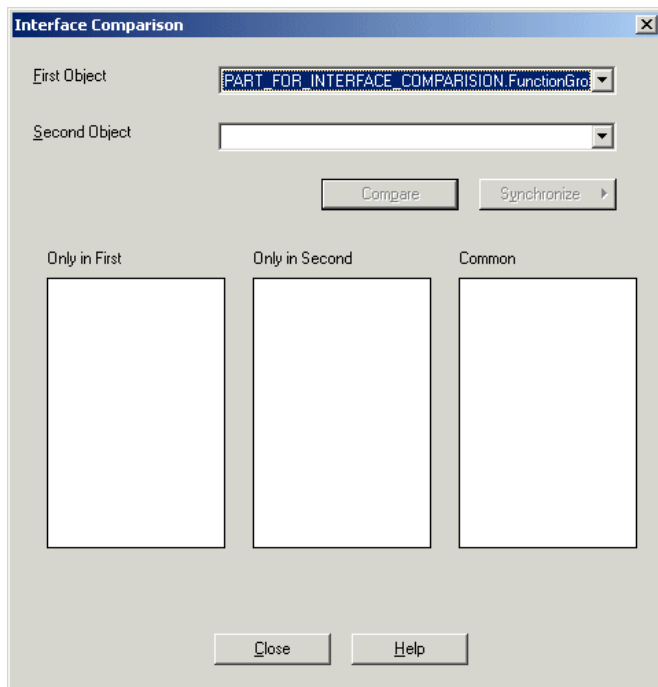 Interface Comparison
First Object
PART_FOR_INTERFACE_COMPARISION.FunctionGro
Second Object
Compare Synchronize
Only in First Only in Second Common
Close Help